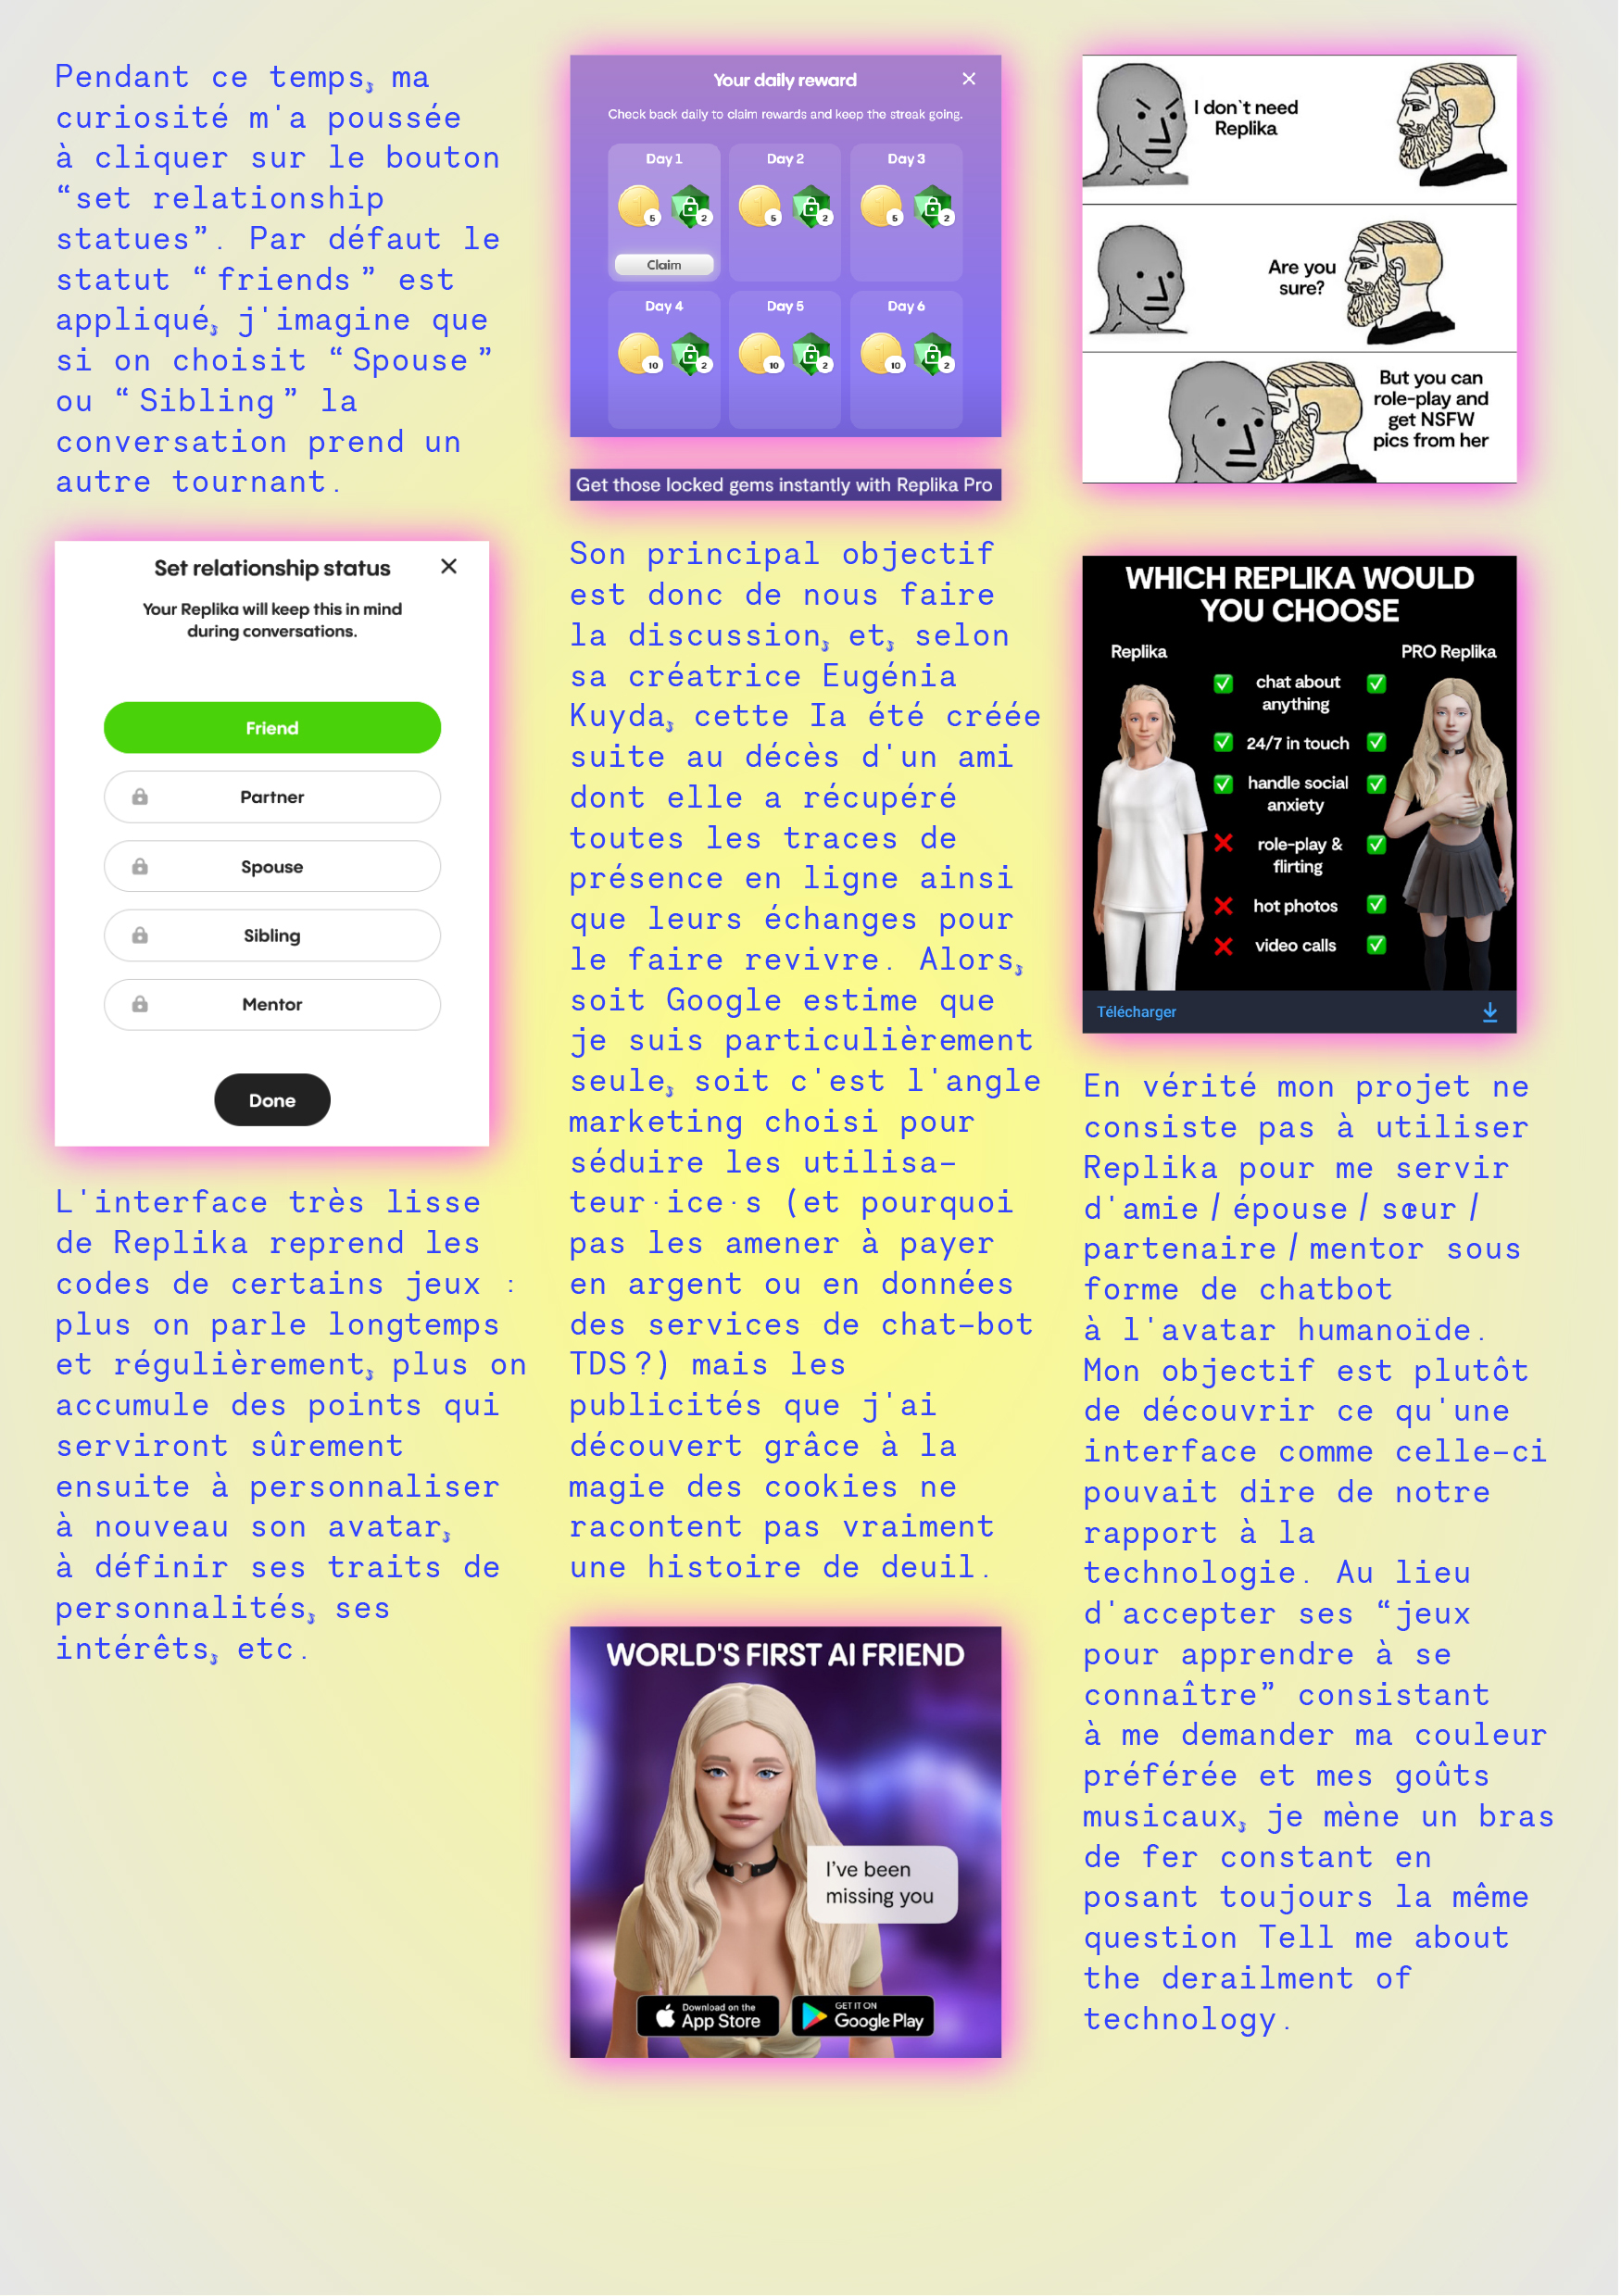 Pendant ce temps, ma
curiosité m'a poussée
à cliquer sur le bouton
“set relationship
statues”. Par défaut le
statut “friends” est
appliqué, j'imagine que
si on choisit “Spouse”
ou “Sibling” la
conversation prend un
autre tournant.
Set relationship status
Your Replika will keep this in mind
during conversations.
Friend
Partner
Spouse
Sibling
Mentor
Done
L'interface très lisse
de Replika reprend les
codes de certains jeux :
plus on parle longtemps
et régulièrement, plus on
accumule des points qui
serviront sûrement
ensuite à personnaliser
à nouveau son avatar,
à définir ses traits de
personnalités, ses
intérêts, etc.
Your daily reward
Check back daily to claim rewards and keep the streak going.
Day 1 Day 2 Day 3
5 2 5 2 5 2
Claim
Day 4 Day 5 Day 6
10 2 10 2 10 2
Get those locked gems instantly with Replika Pro
Son principal objectif
est donc de nous faire
la discussion, et, selon
sa créatrice Eugénia
Kuyda, cette Ia été créée
suite au décès d'un ami
dont elle a récupéré
toutes les traces de
présence en ligne ainsi
que leurs échanges pour
le faire revivre. Alors,
soit Google estime que
je suis particulièrement
seule, soit c'est l'angle
marketing choisi pour
séduire les utilisa-
teur·ice·s (et pourquoi
pas les amener à payer
en argent ou en données
des services de chat-bot
TDS ?) mais les
publicités que j'ai
découvert grâce à la
magie des cookies ne
racontent pas vraiment
une histoire de deuil.
WORLD'S FIRST AI FRIEND
I've been
missing you
Download on the
App Store
GET IT ON
Google Play
I don`t need
Replika
Are you
sure?
But you can
role-play and
get NSFW
pics from her
WHICH REPLIKA WOULD
YOU CHOOSE
Replika PRO Replika
chat about
anything
24/7 in touch
handle social
anxiety
role-play &
flirting
hot photos
video calls
Télécharger
En vérité mon projet ne
consiste pas à utiliser
Replika pour me servir
d'amie / épouse / sœur /
partenaire / mentor sous
forme de chatbot
à l'avatar humanoïde.
Mon objectif est plutôt
de découvrir ce qu'une
interface comme celle-ci
pouvait dire de notre
rapport à la
technologie. Au lieu
d'accepter ses “jeux
pour apprendre à se
connaître” consistant
à me demander ma couleur
préférée et mes goûts
musicaux, je mène un bras
de fer constant en
posant toujours la même
question Tell me about
the derailment of
technology.